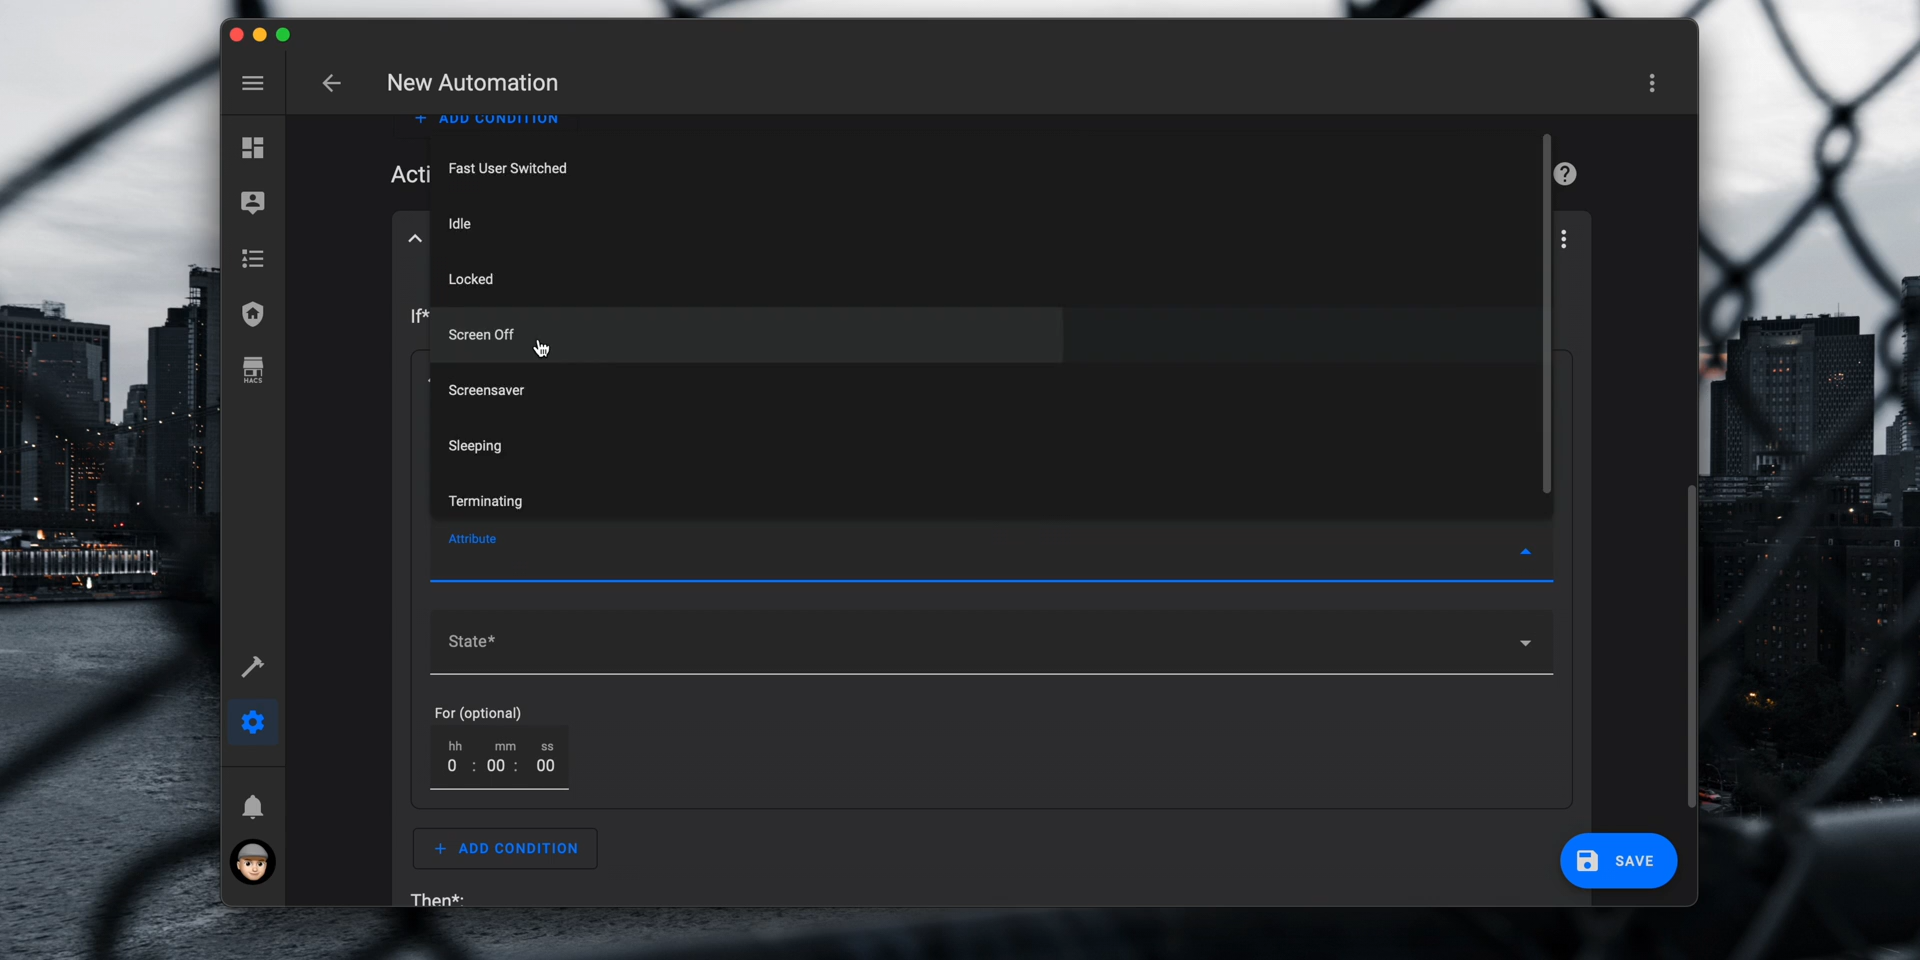 New Automation
+ ADD CONDITION
Acti
Fast User Switched
Idle
Locked
If*
Screen Off
Screensaver
Sleeping
Terminating
Attribute
State*
For (optional)
hh mm ss
0 : 00 : 00
+ ADD CONDITION
SAVE
Then*:
HACS